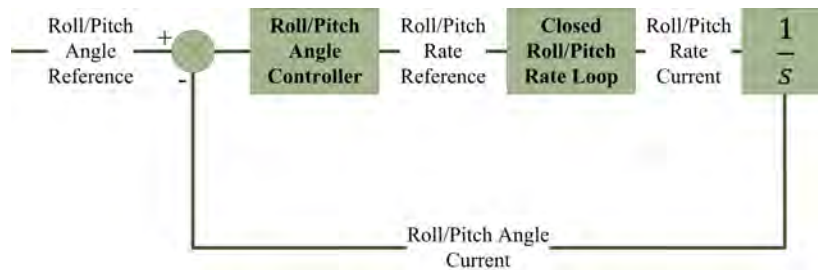 Roll/Pitch
Angle
Reference
+
-
Roll/Pitch
Angle
Controller
Roll/Pitch
Rate
Reference
Closed
Roll/Pitch
Rate Loop
Roll/Pitch
Rate
Current
1
s
Roll/Pitch Angle
Current